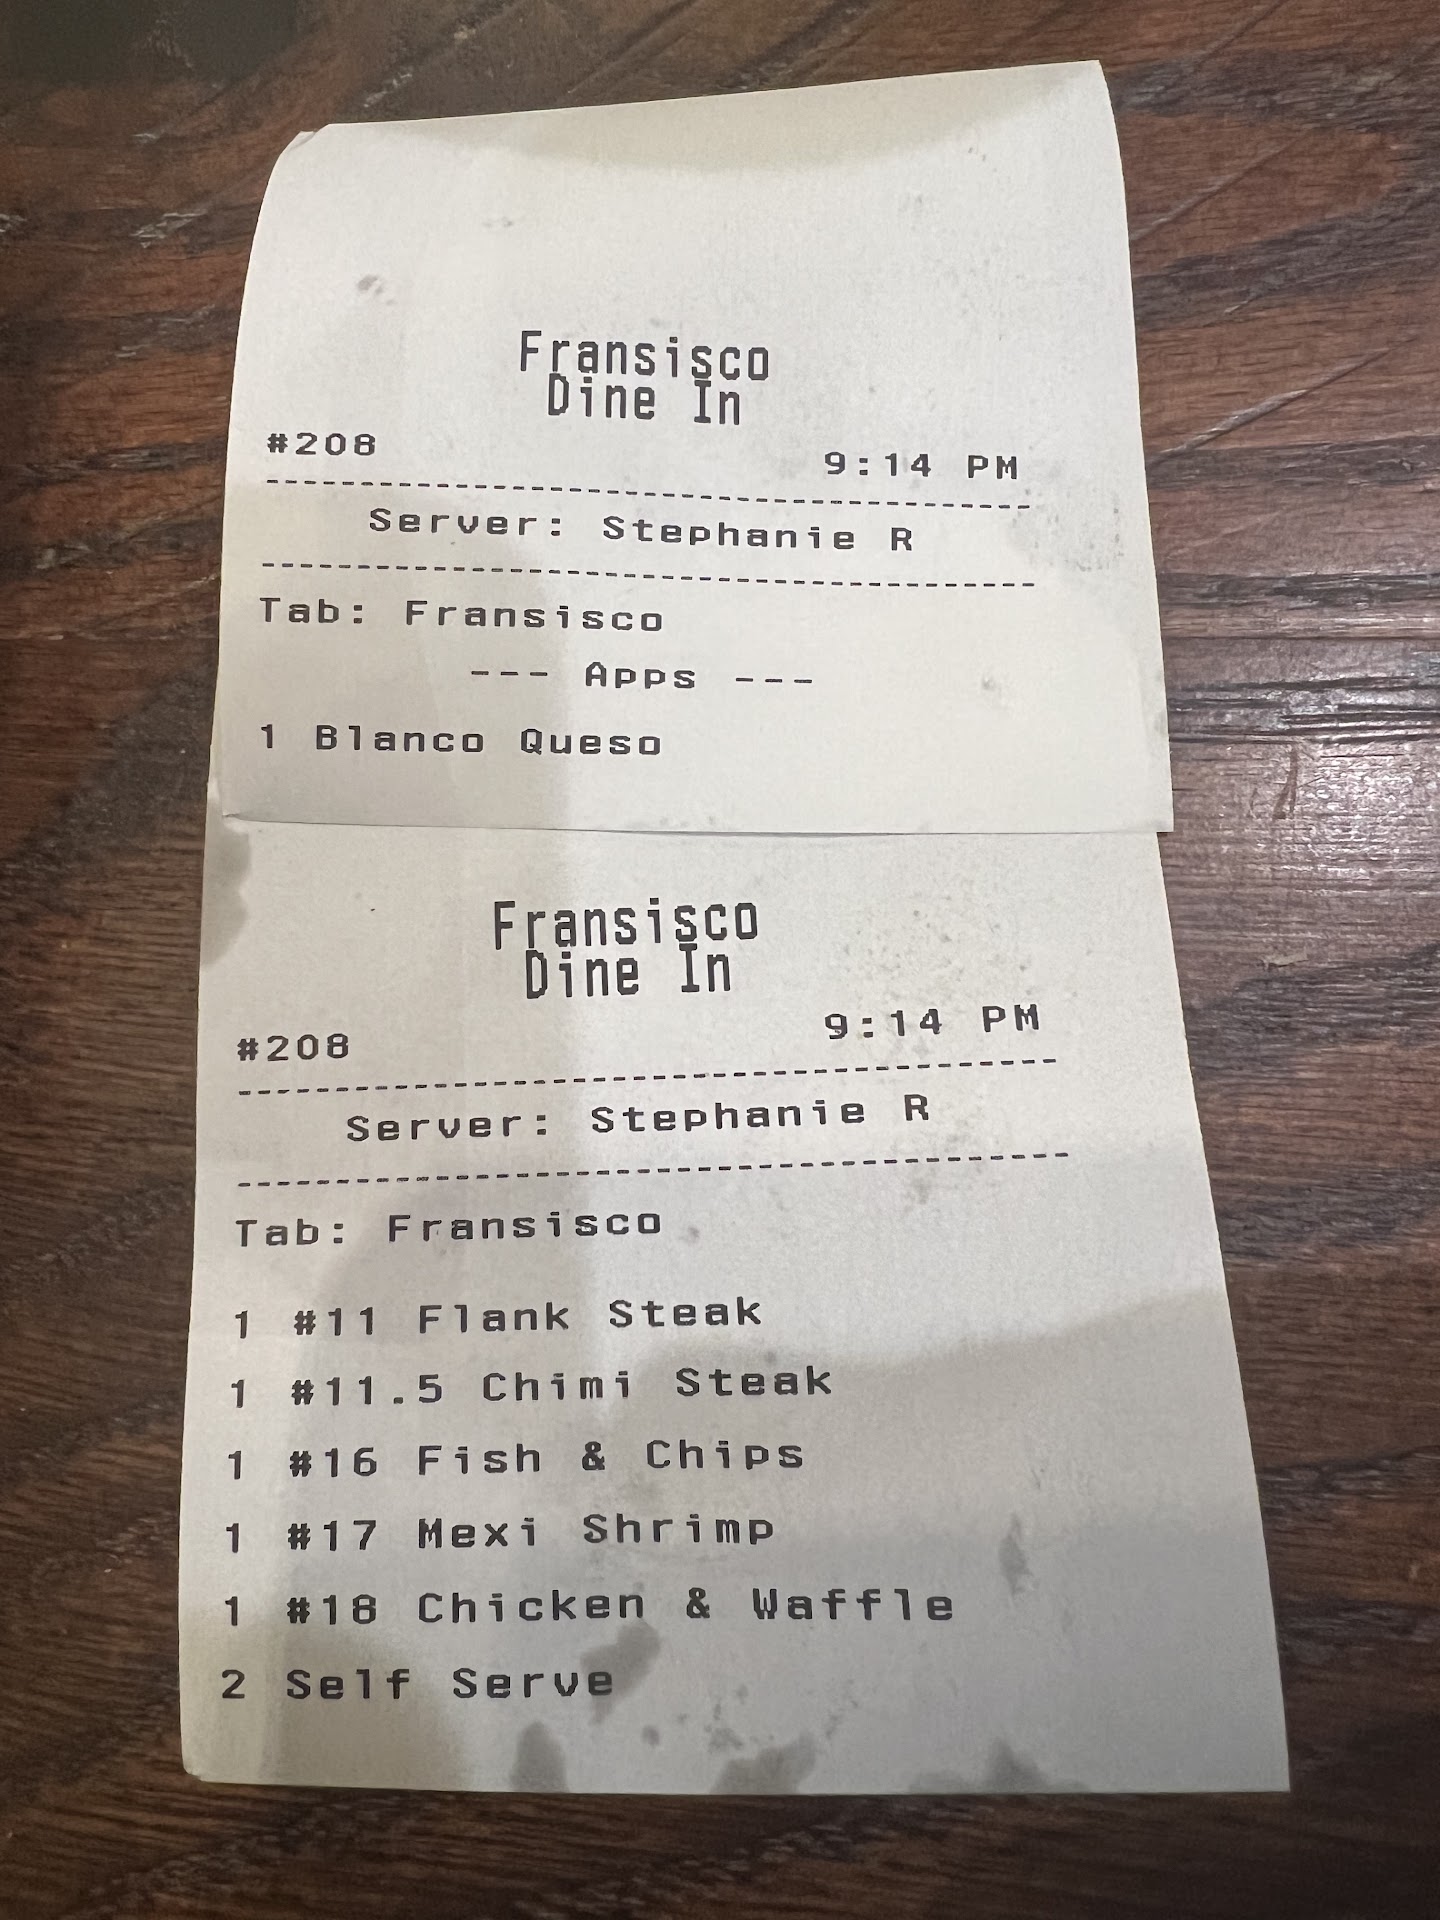 Fransisco
Dine In
#208 9:14 PM
----------------------------------------
Server: Stephanie R
----------------------------------------
Tab: Fransisco
--- Apps ---
1 Blanco Queso
Fransisco
Dine In
#208 9:14 PM
----------------------------------------
Server: Stephanie R
----------------------------------------
Tab: Fransisco
1 #11 Flank Steak
1 #11.5 Chimi Steak
1 #16 Fish & Chips
1 #17 Mexi Shrimp
1 #18 Chicken & Waffle
2 Self Serve